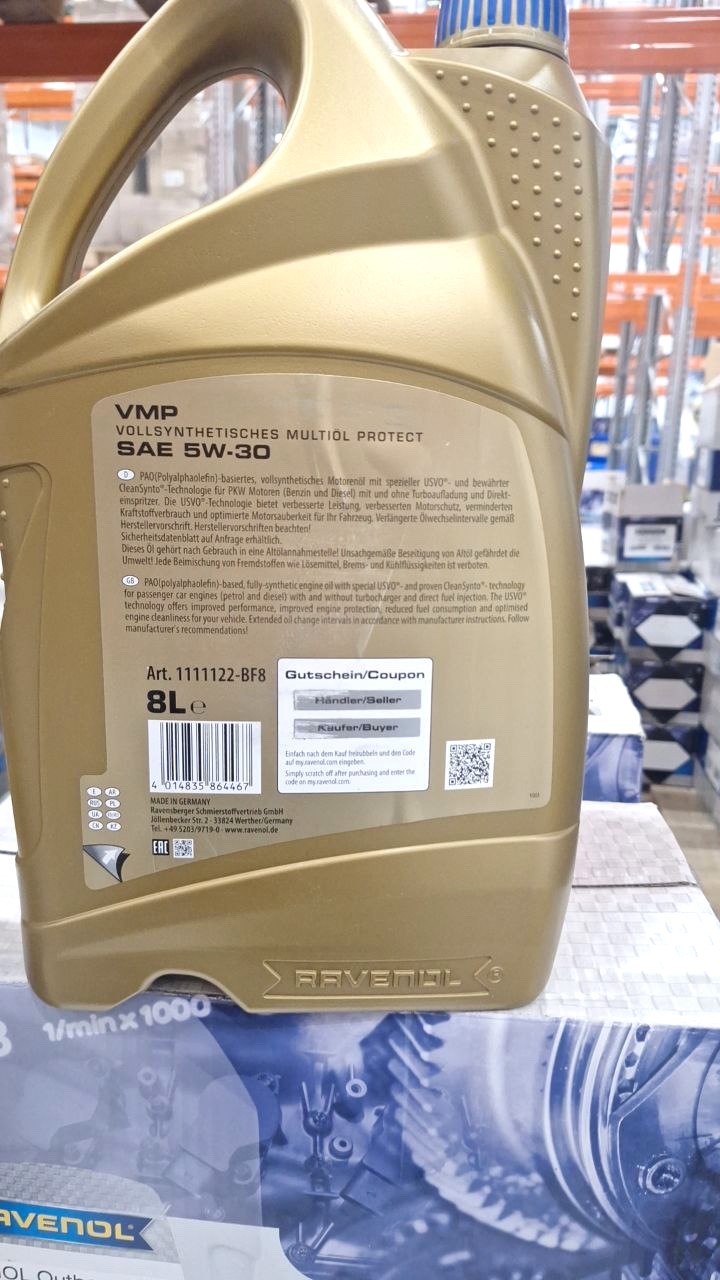 VMP
VOLLSYNTHETISCHES MULTIÖL PROTECT
SAE 5W-30
D PAO(Polyalphaolefin)-basiertes, vollsynthetisches Motorenöl mit spezieller USVO®- und bewährter
CleanSynto®-Technologie für PKW Motoren (Benzin und Diesel) mit und ohne Turboaufladung und Direkt-
einspritzer. Die USVO®-Technologie bietet verbesserte Leistung, verbesserten Motorschutz, verminderten
Kraftstoffverbrauch und optimierte Motorsauberkeit für Ihr Fahrzeug. Verlängerte Ölwechselintervalle gemäß
Herstellervorschrift. Herstellervorschriften beachten!
Sicherheitsdatenblatt auf Anfrage erhältlich.
Dieses Öl gehört nach Gebrauch in eine Altölannahmestelle! Unsachgemäße Beseitigung von Altöl gefährdet die
Umwelt! Jede Beimischung von Fremdstoffen wie Lösemittel, Brems- und Kühlflüssigkeiten ist verboten.
GB PAO(polyalphaolefin)-based, fully-synthetic engine oil with special USVO®- and proven CleanSynto®- technology
for passenger car engines (petrol and diesel) with and without turbocharger and direct fuel injection. The USVO®
technology offers improved performance, improved engine protection, reduced fuel consumption and optimised
engine cleanliness for your vehicle. Extended oil change intervals in accordance with manufacturer instructions. Follow
manufacturer's recommendations!
Art. 1111122-BF8
8L e
4 014835 864467
Gutschein/Coupon
Händler/Seller
Käufer/Buyer
Einfach nach dem Kauf freirubbeln und den Code
auf my.ravenol.com eingeben.
Simply scratch off after purchasing and enter the
code on my.ravenol.com.
E AR
RUS PL
UA
CN KZ
MADE IN GERMANY
Ravensberger Schmierstoffvertrieb GmbH
Jöllenbecker Str. 2 · 33824 Werther/Germany
Tel. +49 5203/9719-0 · www.ravenol.de
EAC
RAVENOL ®
1/min x 1000
AVENOL®